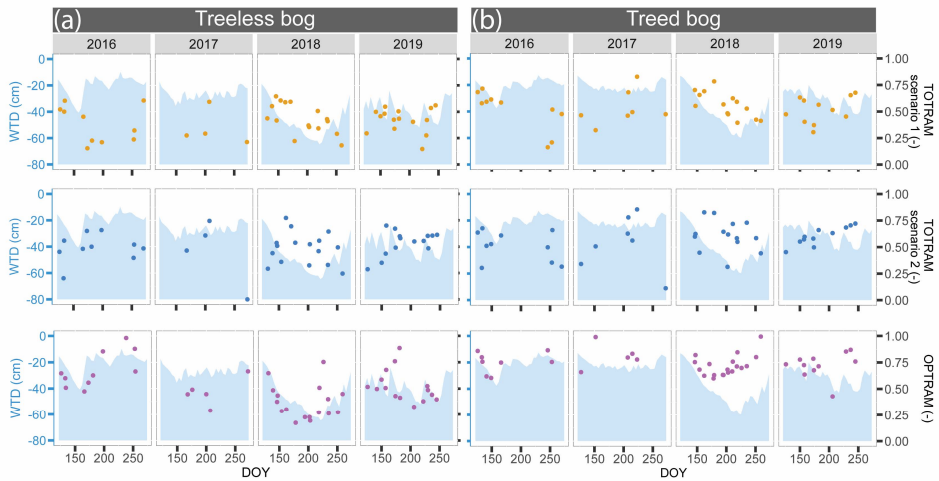 (a) Treeless bog (b) Treed bog
2016 2017 2018 2019 2016 2017 2018 2019
0 1.00
-20 0.75
-40 0.50
-60 0.25
-80 0.00
WTD (cm)
TOTRAM
scenario 1 (-)
0 1.00
-20 0.75
-40 0.50
-60 0.25
-80 0.00
WTD (cm)
TOTRAM
scenario 2 (-)
0 1.00
-20 0.75
-40 0.50
-60 0.25
-80 0.00
WTD (cm)
OPTRAM (-)
150 200 250 150 200 250 150 200 250 150 200 250 150 200 250 150 200 250 150 200 250 150 200 250
DOY DOY